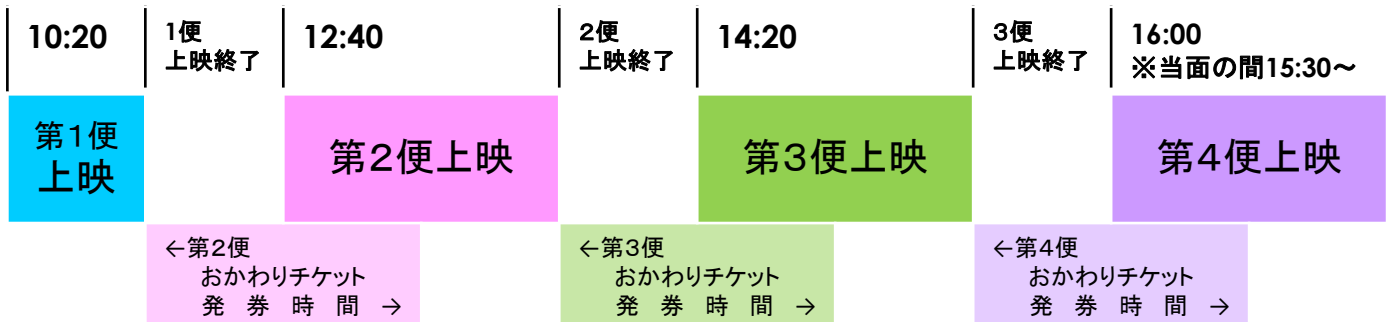 10:20
1便
上映終了
12:40
2便
上映終了
14:20
3便
上映終了
16:00
※当面の間15:30～
第1便
上映
第2便上映
第3便上映
第4便上映
←第2便
おかわりチケット
発 券 時 間 →
←第3便
おかわりチケット
発 券 時 間 →
←第4便
おかわりチケット
発 券 時 間 →